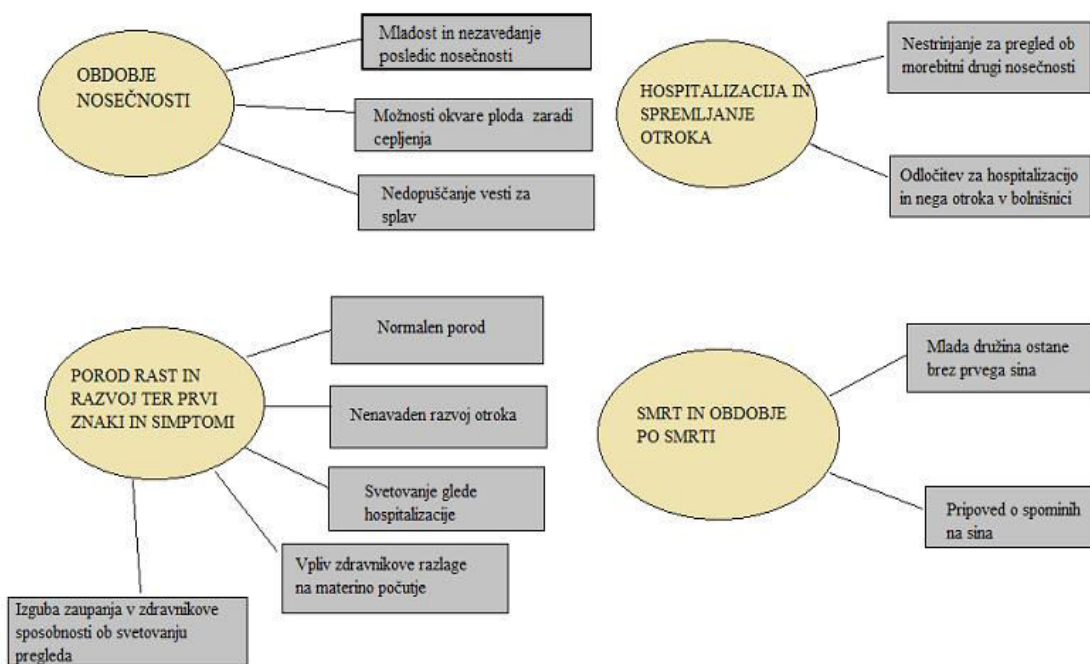 OBDOBJE
NOSEČNOSTI
Mladost in nezavedanje
posledic nosečnosti
Možnosti okvare ploda zaradi
cepljenja
Nedopuščanje vesti za
splav
HOSPITALIZACIJA IN
SPREMLJANJE
OTROKA
Nestrinjanje za pregled ob
morebitni drugi nosečnosti
Odločitev za hospitalizacijo
in nega otroka v bolnišnici
POROD RAST IN
RAZVOJ TER PRVI
ZNAKI IN SIMPTOMI
Normalen porod
Nenavaden razvoj otroka
Svetovanje glede
hospitalizacije
Vpliv zdravnikove razlage
na materino počutje
Izguba zaupanja v zdravnikove
sposobnosti ob svetovanju
pregleda
SMRT IN OBDOBJE
PO SMRTI
Mlada družina ostane
brez prvega sina
Pripoved o spominih
na sina